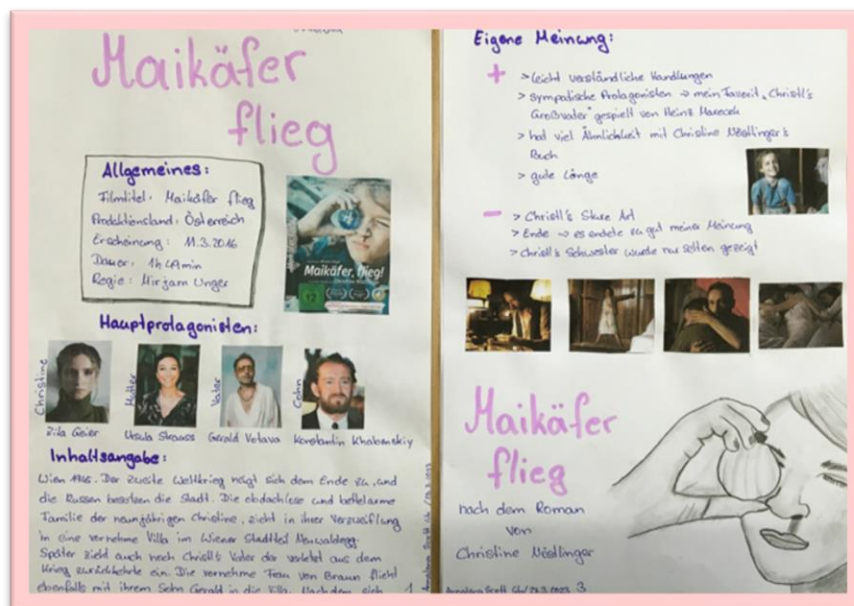 Maikäfer
flieg
Allgemeines:
Filmtitel: Maikäfer flieg
Produktionsland: Österreich
Erscheinung: 11.3.2016
Dauer: 1h 49min
Regie: Mirjam Unger
Maikäfer, flieg!
12
Hauptprotagonisten:
Christine
Mutter
Vater
Cohn
Zita Gaier
Ursula Strauss
Gerald Votava
Konstantin Khabenskiy
Inhaltsangabe:
Wien 1945. Der zweite Weltkrieg neigt sich dem Ende zu, und
die Russen besetzen die Stadt. Die obdachlose und bettelarme
Familie der neunjährigen Christine, zieht in ihrer Verzweiflung
in eine vornehme Villa im Wiener Stadtteil Neuwaldegg.
Später zieht auch noch Christl's Vater der verletzt aus dem
Krieg zurückkehrte ein. Die vornehme Frau von Braun flieht
ebenfalls mit ihrem Sohn Gerald in die Villa. Nachdem sich
1
Eigene Meinung:
+ > leicht verständliche Handlungen
> sympatische Protagonisten → mein Favorit „Christl's
Großvater" gespielt von Heinz Marecek
> hat viel Ähnlichkeit mit Christine Nöstlinger's
Buch
> gute Länge
- > Christl's Sture Art
> Ende → es endete zu gut meiner Meinung
> Christl's Schwester wurde nur selten gezeigt
Maikäfer
flieg
nach dem Roman
von
Christine Nöstlinger
3